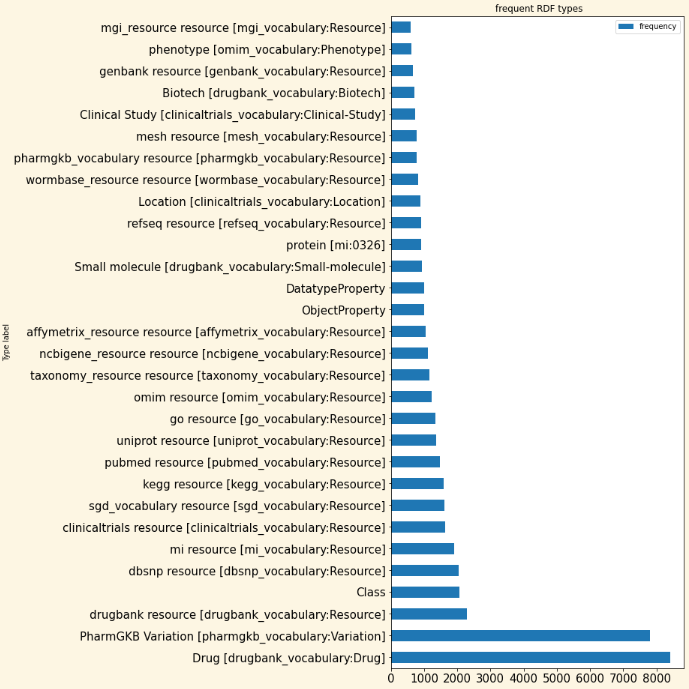 frequent RDF types
frequency
Type label
mgi_resource resource [mgi_vocabulary:Resource]
phenotype [omim_vocabulary:Phenotype]
genbank resource [genbank_vocabulary:Resource]
Biotech [drugbank_vocabulary:Biotech]
Clinical Study [clinicaltrials_vocabulary:Clinical-Study]
mesh resource [mesh_vocabulary:Resource]
pharmgkb_vocabulary resource [pharmgkb_vocabulary:Resource]
wormbase_resource resource [wormbase_vocabulary:Resource]
Location [clinicaltrials_vocabulary:Location]
refseq resource [refseq_vocabulary:Resource]
protein [mi:0326]
Small molecule [drugbank_vocabulary:Small-molecule]
DatatypeProperty
ObjectProperty
affymetrix_resource resource [affymetrix_vocabulary:Resource]
ncbigene_resource resource [ncbigene_vocabulary:Resource]
taxonomy_resource resource [taxonomy_vocabulary:Resource]
omim resource [omim_vocabulary:Resource]
go resource [go_vocabulary:Resource]
uniprot resource [uniprot_vocabulary:Resource]
pubmed resource [pubmed_vocabulary:Resource]
kegg resource [kegg_vocabulary:Resource]
sgd_vocabulary resource [sgd_vocabulary:Resource]
clinicaltrials resource [clinicaltrials_vocabulary:Resource]
mi resource [mi_vocabulary:Resource]
dbsnp resource [dbsnp_vocabulary:Resource]
Class
drugbank resource [drugbank_vocabulary:Resource]
PharmGKB Variation [pharmgkb_vocabulary:Variation]
Drug [drugbank_vocabulary:Drug]
0 1000 2000 3000 4000 5000 6000 7000 8000